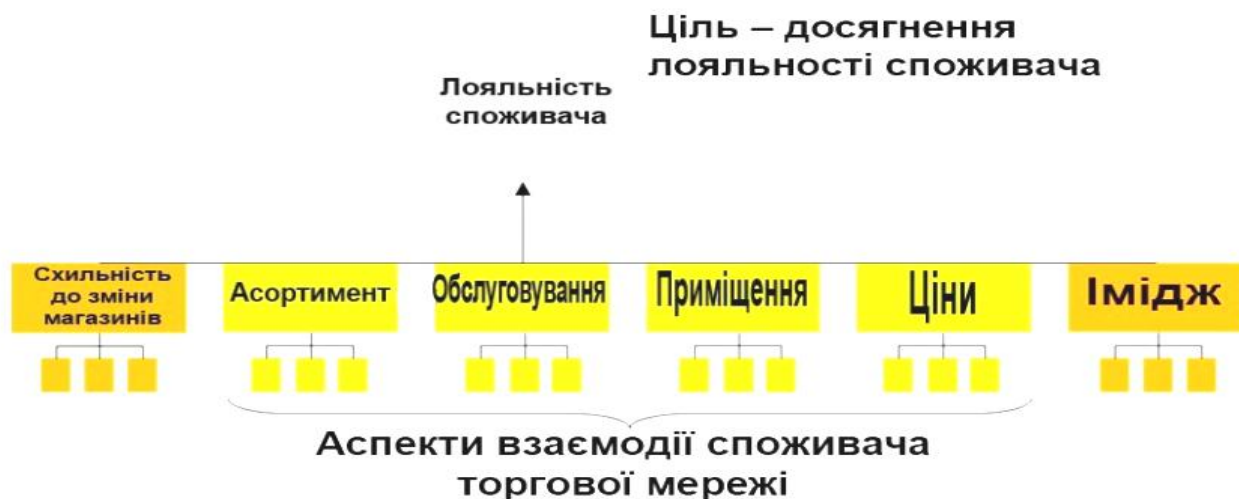 Ціль – досягнення
лояльності споживача
Лояльність
споживача
Схильність
до зміни
магазинів
Асортимент
Обслуговування
Приміщення
Ціни
Імідж
Аспекти взаємодії споживача
торгової мережі